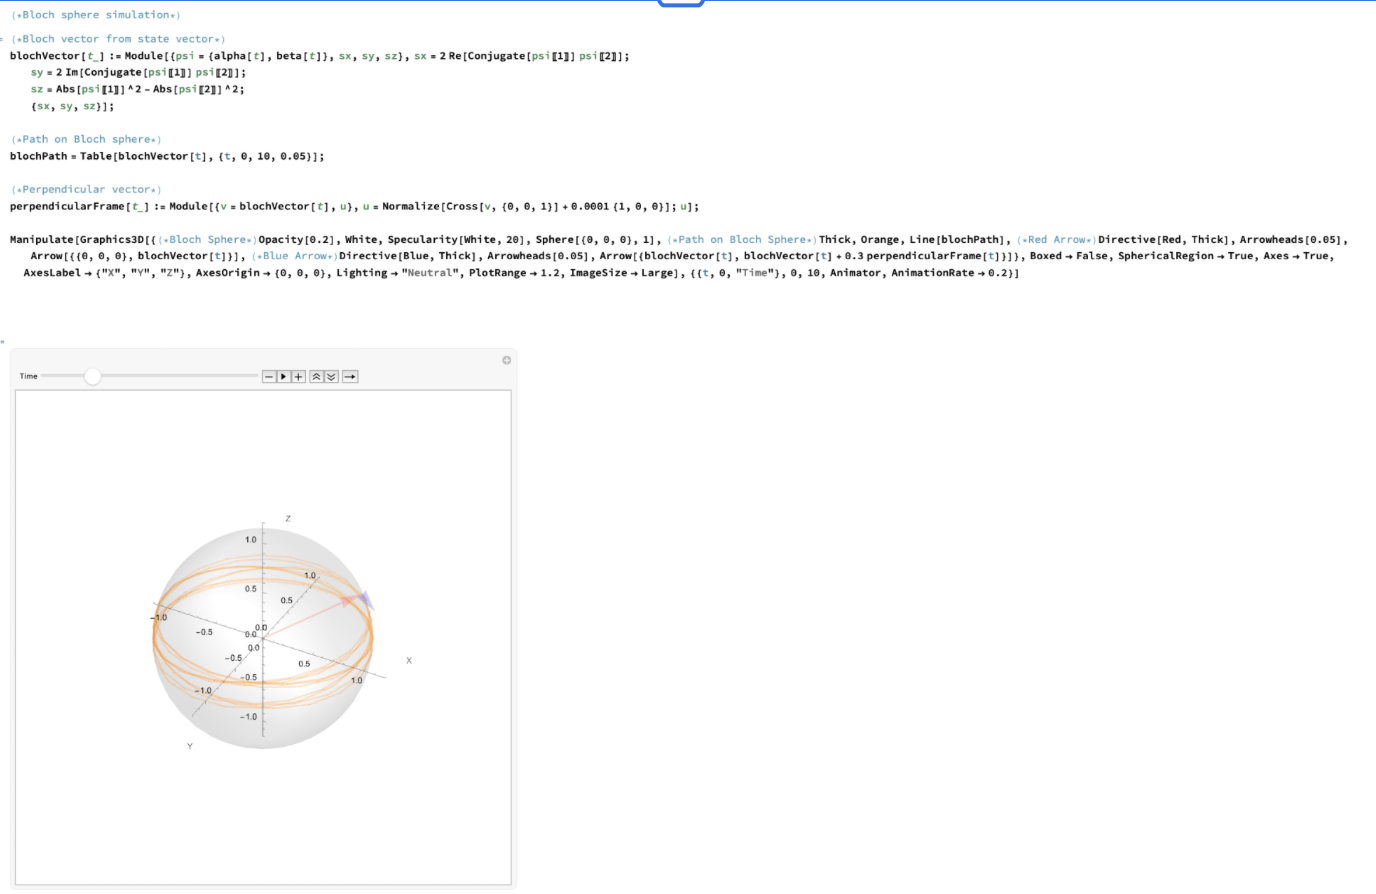 (*Bloch sphere simulation*)
(*Bloch vector from state vector*)
blochVector[t_] := Module[{psi = {alpha[t], beta[t]}, sx, sy, sz}, sx = 2 Re[Conjugate[psi〚1〛] psi〚2〛];
sy = 2 Im[Conjugate[psi〚1〛] psi〚2〛];
sz = Abs[psi〚1〛]^2 - Abs[psi〚2〛]^2;
{sx, sy, sz}];
(*Path on Bloch sphere*)
blochPath = Table[blochVector[t], {t, 0, 10, 0.05}];
(*Perpendicular vector*)
perpendicularFrame[t_] := Module[{v = blochVector[t], u}, u = Normalize[Cross[v, {0, 0, 1}] + 0.0001 {1, 0, 0}]; u];
Manipulate[Graphics3D[{(*Bloch Sphere*)Opacity[0.2], White, Specularity[White, 20], Sphere[{0, 0, 0}, 1], (*Path on Bloch Sphere*)Thick, Orange, Line[blochPath], (*Red Arrow*)Directive[Red, Thick], Arrowheads[0.05],
Arrow[{{0, 0, 0}, blochVector[t]}], (*Blue Arrow*)Directive[Blue, Thick], Arrowheads[0.05], Arrow[{blochVector[t], blochVector[t] + 0.3 perpendicularFrame[t]}]}, Boxed → False, SphericalRegion → True, Axes → True,
AxesLabel → {"X", "Y", "Z"}, AxesOrigin → {0, 0, 0}, Lighting → "Neutral", PlotRange → 1.2, ImageSize → Large], {{t, 0, "Time"}, 0, 10, Animator, AnimationRate → 0.2}]
Time
Z
1.0
1.0
0.5
0.5
-1.0
-0.5
0.0
0.0
0.0
-0.5
0.5
X
-0.5
1.0
-1.0
-1.0
Y